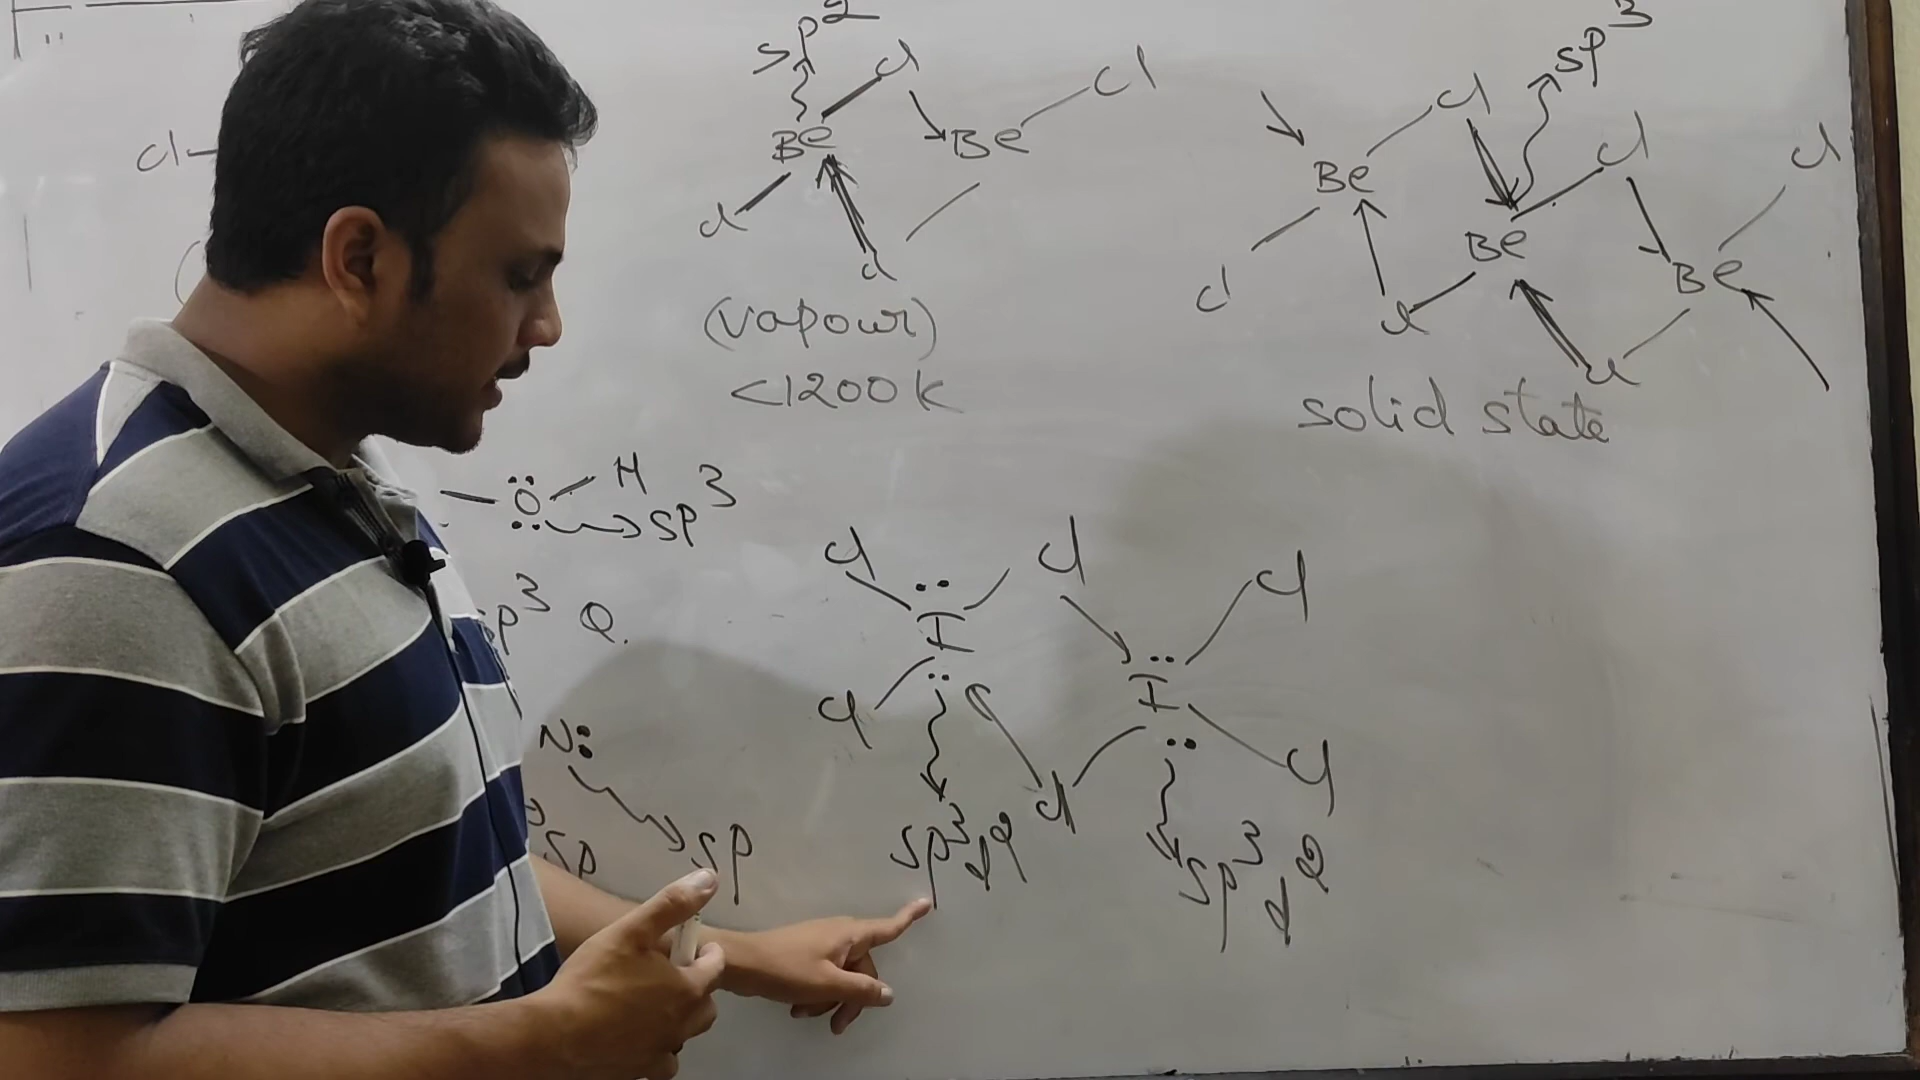 sp2
Cl
Be
Be
Cl
Cl
Cl
Cl
(vapour)
<1200K
sp3
Cl
Be
Cl
Cl
Be
Cl
Cl
Be
Cl
solid state
O
H
sp3
sp3
N:
sp
sp
Cl
I
Cl
Cl
Cl
I
Cl
Cl
Cl
sp3d2
sp3d2